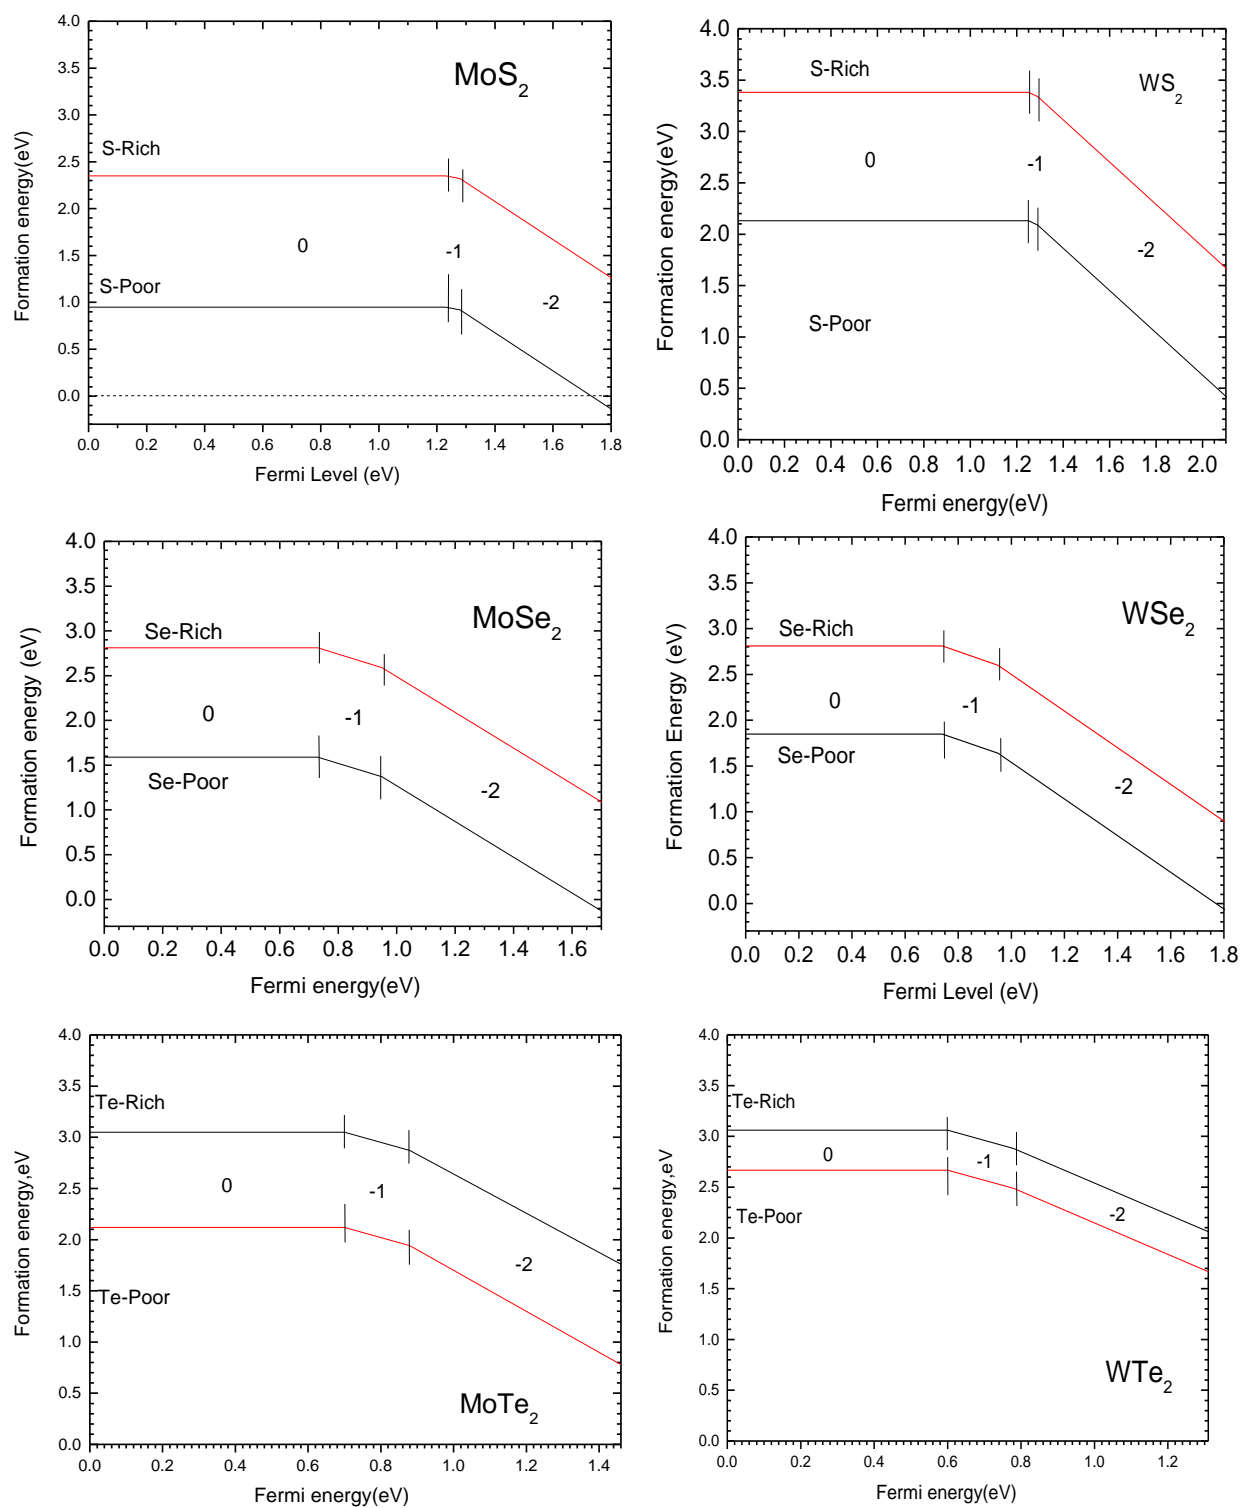 4.0
3.5
3.0
2.5
2.0
1.5
1.0
0.5
0.0
Formation energy(eV)
MoS2
S-Rich
0
-1
S-Poor
-2
0.0 0.2 0.4 0.6 0.8 1.0 1.2 1.4 1.6 1.8
Fermi Level (eV)
4.0
3.5
3.0
2.5
2.0
1.5
1.0
0.5
0.0
Formation energy(eV)
S-Rich
WS2
0
-1
-2
S-Poor
0.0 0.2 0.4 0.6 0.8 1.0 1.2 1.4 1.6 1.8 2.0
Fermi energy(eV)
4.0
3.5
3.0
2.5
2.0
1.5
1.0
0.5
0.0
Formation energy (eV)
MoSe2
Se-Rich
0
-1
Se-Poor
-2
0.0 0.2 0.4 0.6 0.8 1.0 1.2 1.4 1.6
Fermi energy(eV)
4.0
3.5
3.0
2.5
2.0
1.5
1.0
0.5
0.0
Formation Energy (eV)
WSe2
Se-Rich
0
-1
Se-Poor
-2
0.0 0.2 0.4 0.6 0.8 1.0 1.2 1.4 1.6 1.8
Fermi Level (eV)
4.0
3.5
3.0
2.5
2.0
1.5
1.0
0.5
0.0
Formation energy,eV
Te-Rich
0
-1
-2
Te-Poor
MoTe2
0.0 0.2 0.4 0.6 0.8 1.0 1.2 1.4
Fermi energy(eV)
4.0
3.5
3.0
2.5
2.0
1.5
1.0
0.5
0.0
Formation energy,eV
Te-Rich
0
-1
Te-Poor
-2
WTe2
0.0 0.2 0.4 0.6 0.8 1.0 1.2
Fermi energy(eV)